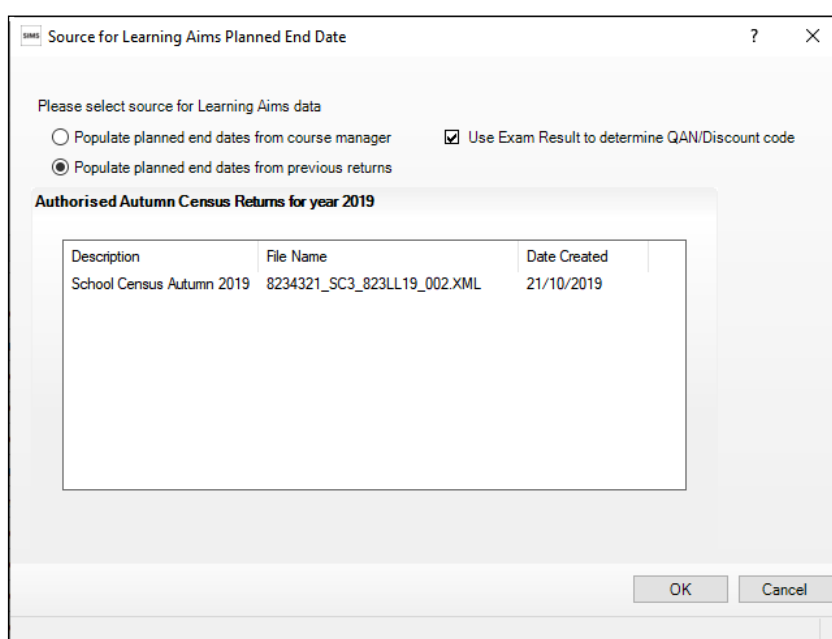 SIMS Source for Learning Aims Planned End Date ?
Please select source for Learning Aims data
Populate planned end dates from course manager Use Exam Result to determine QAN/Discount code
Populate planned end dates from previous returns
Authorised Autumn Census Returns for year 2019
Description File Name Date Created
School Census Autumn 2019 8234321_SC3_823LL19_002.XML 21/10/2019
OK Cancel